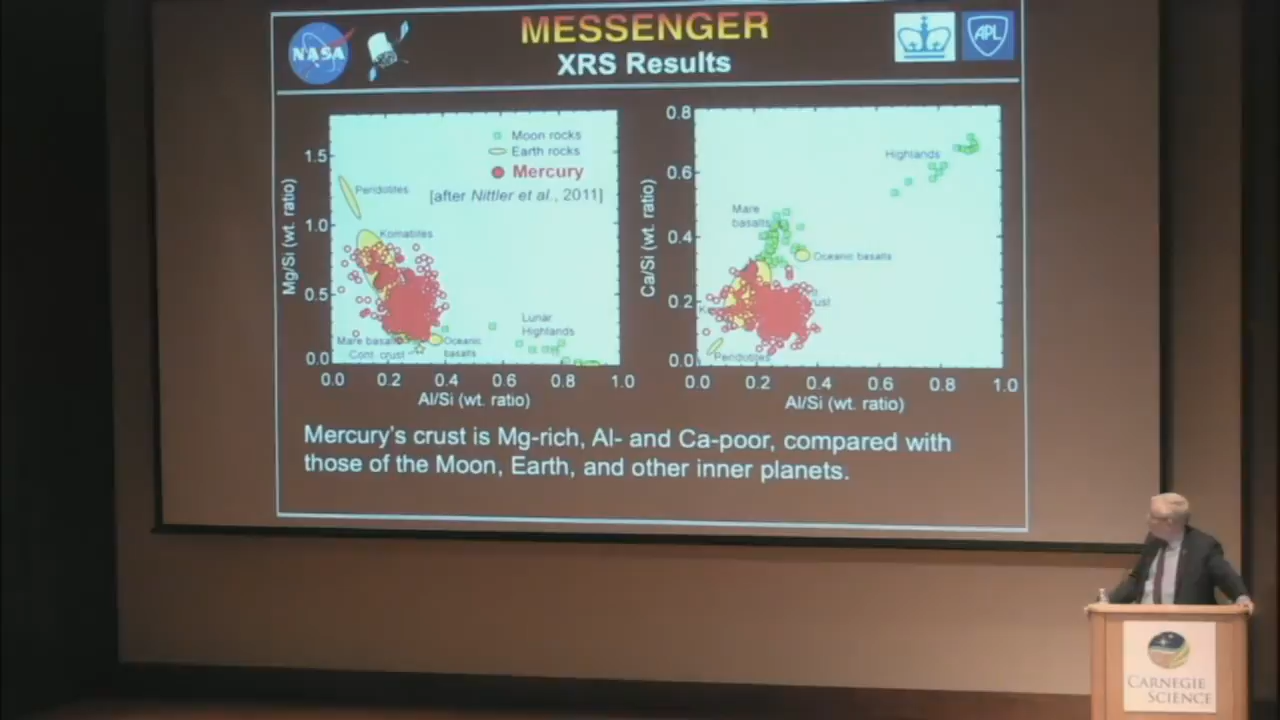 MESSENGER
XRS Results
NASA
APL
Moon rocks
Earth rocks
Mercury
[after Nittler et al., 2011]
Peridotites
Komatiites
Lunar
Highlands
Mare basalts
Oceanic
basalts
Cont. crust
Mg/Si (wt. ratio)
1.5
1.0
0.5
0.0
0.0 0.2 0.4 0.6 0.8 1.0
Al/Si (wt. ratio)
Ca/Si (wt. ratio)
0.8
0.6
0.4
0.2
0.0
Highlands
Mare
basalts
Oceanic basalts
Peridotites
0.0 0.2 0.4 0.6 0.8 1.0
Al/Si (wt. ratio)
Mercury's crust is Mg-rich, Al- and Ca-poor, compared with
those of the Moon, Earth, and other inner planets.
CARNEGIE
SCIENCE